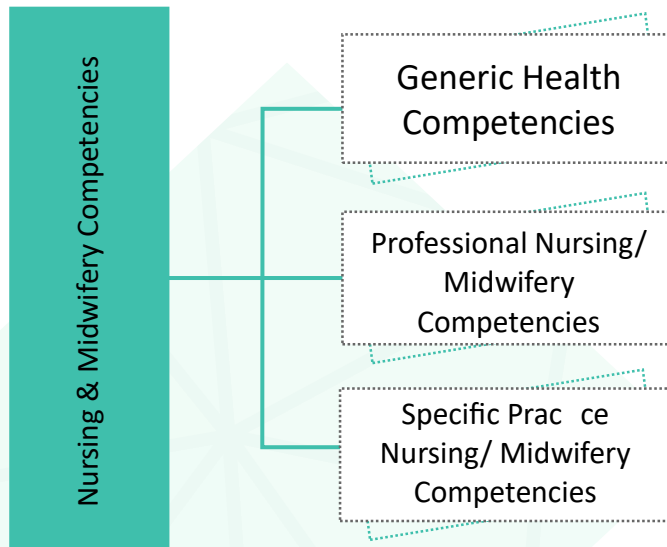 Nursing & Midwifery Competencies
Generic Health
Competencies
Professional Nursing/
Midwifery
Competencies
Specific Prac ce
Nursing/ Midwifery
Competencies